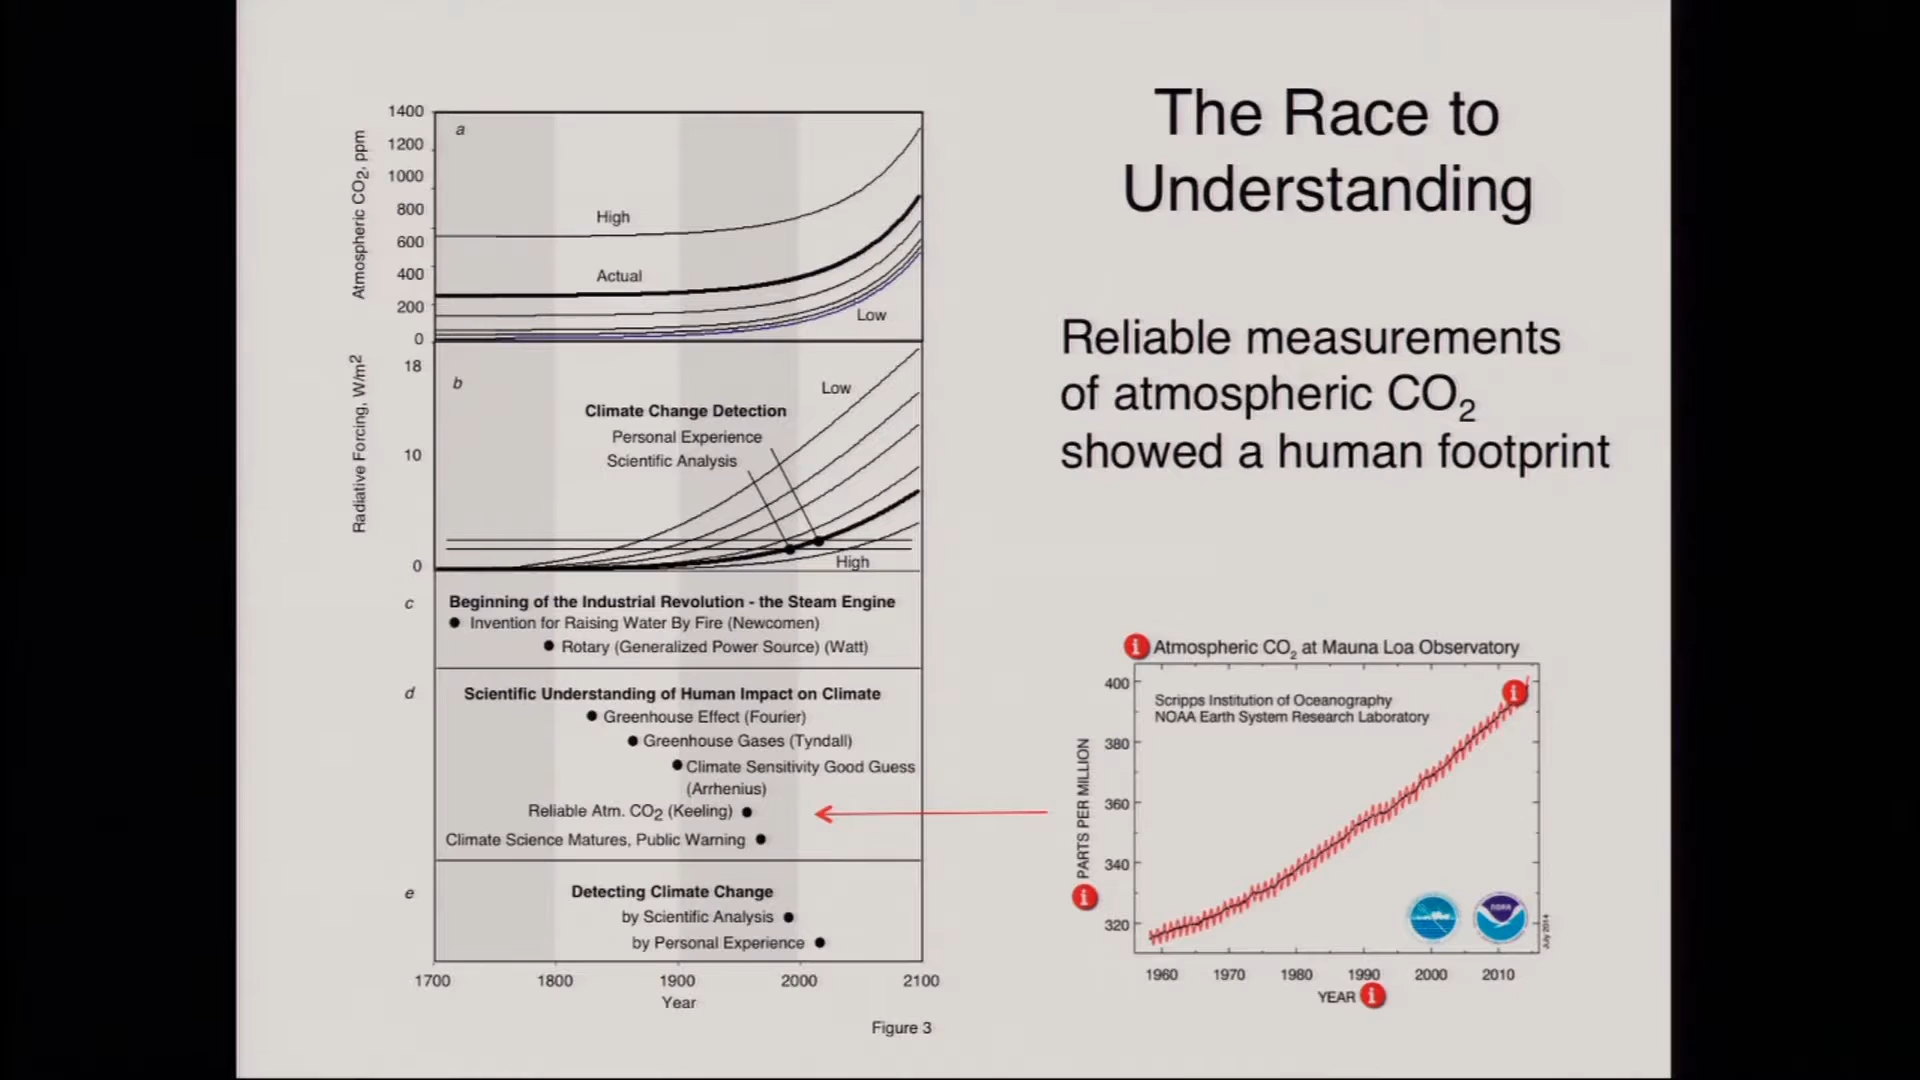 The Race to
Understanding
Reliable measurements
of atmospheric CO2
showed a human footprint
Atmospheric CO2, ppm
1400
1200
1000
800
600
400
200
0
a
High
Actual
Low
Radiative Forcing, W/m2
18
10
0
b
Low
Climate Change Detection
Personal Experience
Scientific Analysis
High
c
Beginning of the Industrial Revolution - the Steam Engine
Invention for Raising Water By Fire (Newcomen)
Rotary (Generalized Power Source) (Watt)
d
Scientific Understanding of Human Impact on Climate
Greenhouse Effect (Fourier)
Greenhouse Gases (Tyndall)
Climate Sensitivity Good Guess
(Arrhenius)
Reliable Atm. CO2 (Keeling)
Climate Science Matures, Public Warning
e
Detecting Climate Change
by Scientific Analysis
by Personal Experience
1700 1800 1900 2000 2100
Year
Figure 3
i Atmospheric CO2 at Mauna Loa Observatory
Scripps Institution of Oceanography
NOAA Earth System Research Laboratory
i
PARTS PER MILLION
i
400
380
360
340
320
NOAA
July 2014
1960 1970 1980 1990 2000 2010
YEAR i